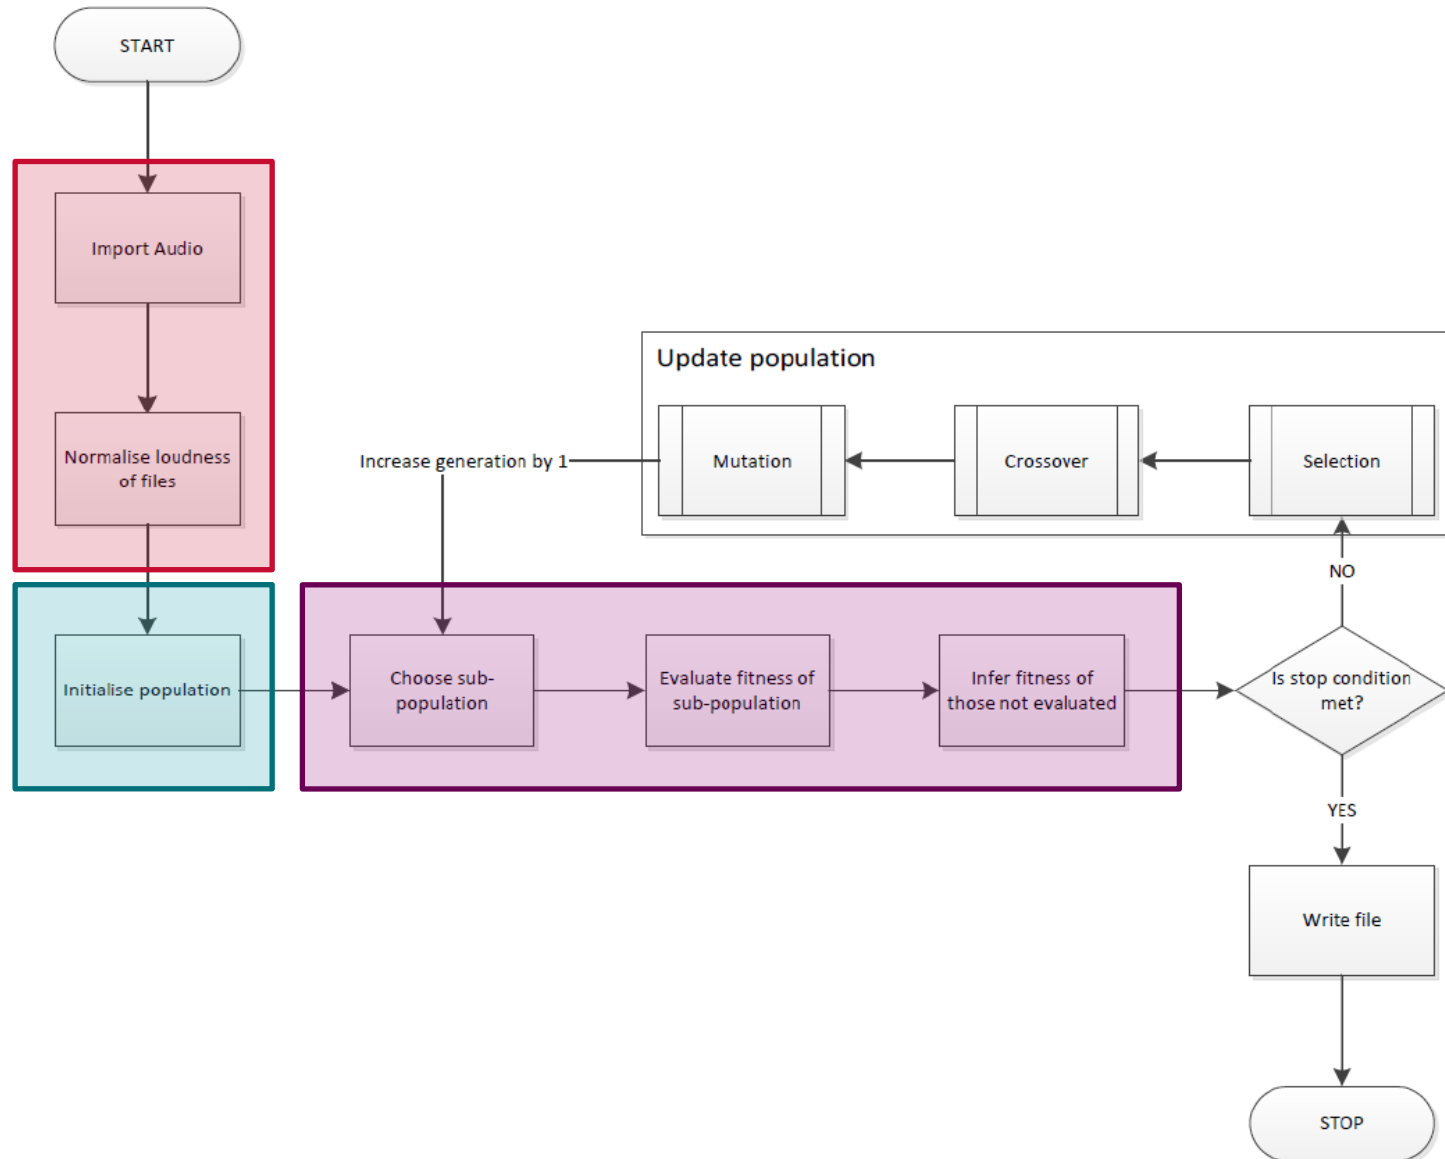 START
Import Audio
Normalise loudness
of files
Initialise population
Choose sub-
population
Evaluate fitness of
sub-population
Infer fitness of
those not evaluated
Is stop condition
met?
NO
Update population
Selection
Crossover
Mutation
Increase generation by 1
YES
Write file
STOP